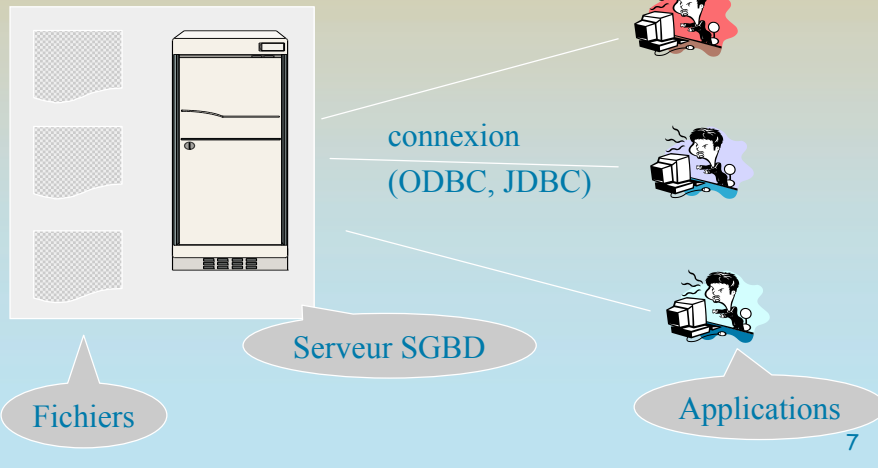 connexion
(ODBC, JDBC)
Serveur SGBD
Fichiers
Applications
7